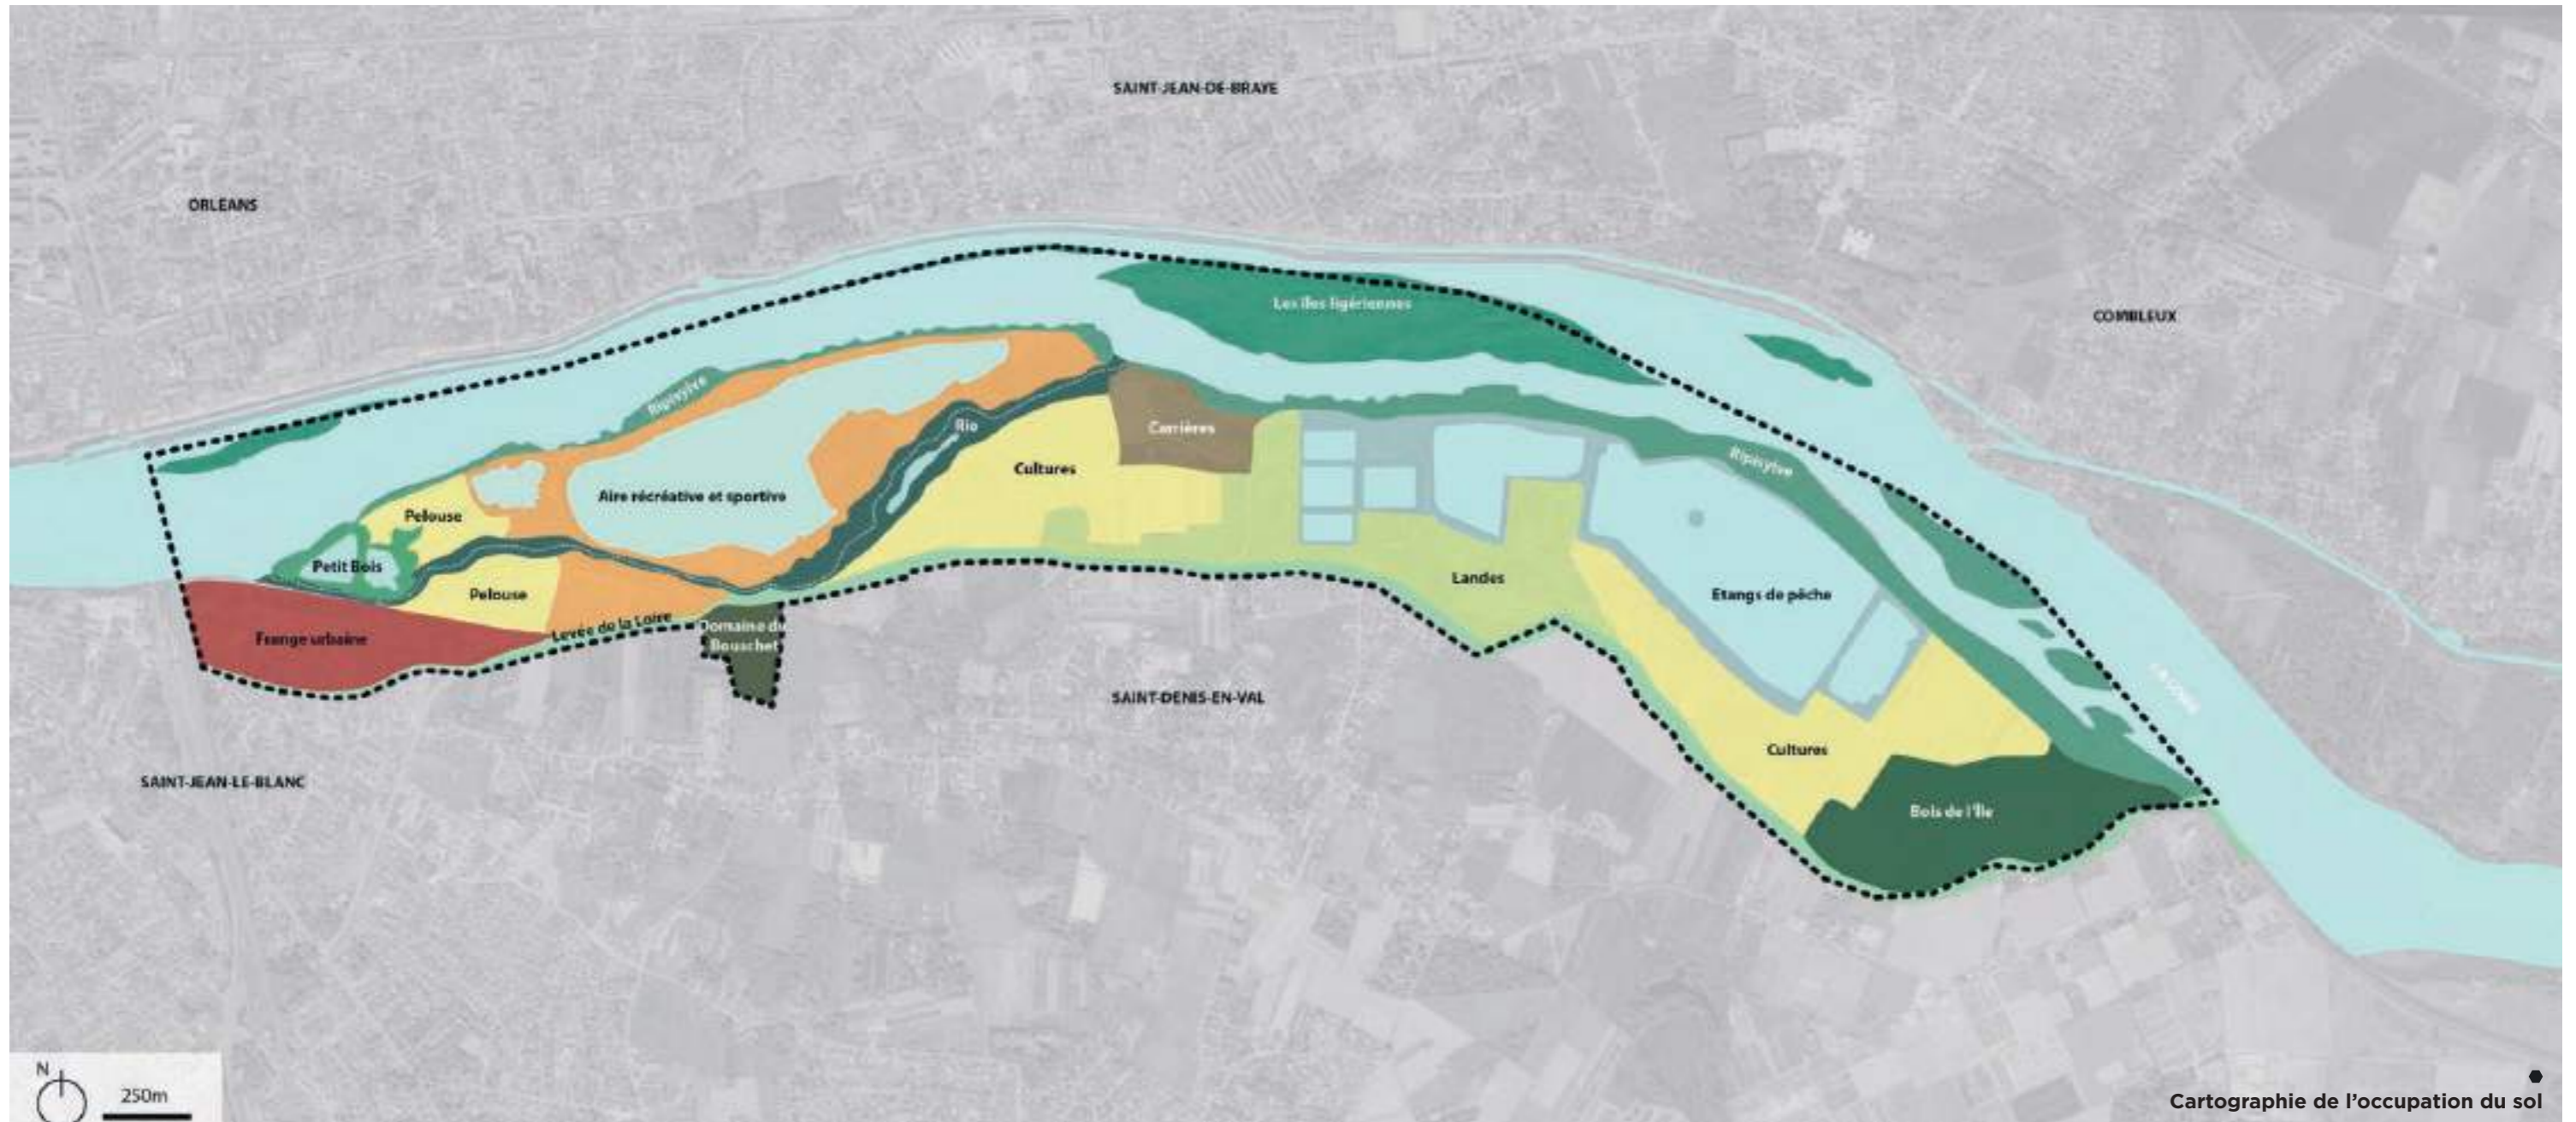 SAINT-JEAN-DE-BRAYE
ORLEANS
Les îles ligériennes
COMBLEUX
Ripisylve
Rio
Carrières
Cultures
Ripisylve
Aire récréative et sportive
Pelouse
Petit Bois
Landes
Etangs de pêche
Pelouse
Levée de la Loire
Domaine du
Bouschet
Frange urbaine
LA LOIRE
SAINT-DENIS-EN-VAL
Cultures
SAINT-JEAN-LE-BLANC
Bois de l'Île
N
250m
Cartographie de l'occupation du sol